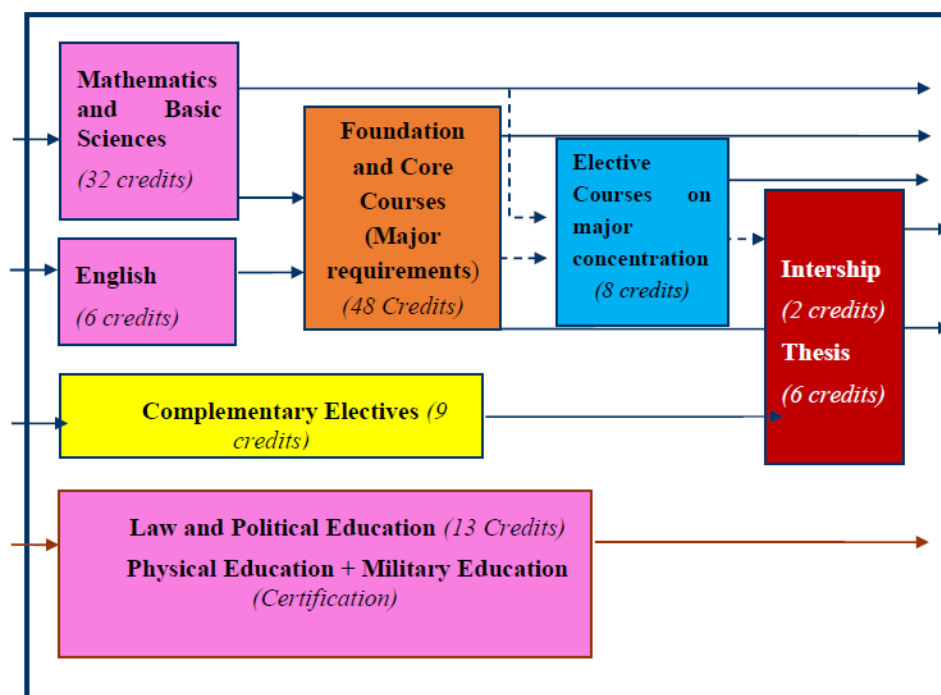 Mathematics
and Basic
Sciences
(32 credits)
English
(6 credits)
Foundation
and Core
Courses
(Major
requirements)
(48 Credits)
Elective
Courses on
major
concentration
(8 credits)
Intership
(2 credits)
Thesis
(6 credits)
Complementary Electives (9
credits)
Law and Political Education (13 Credits)
Physical Education + Military Education
(Certification)